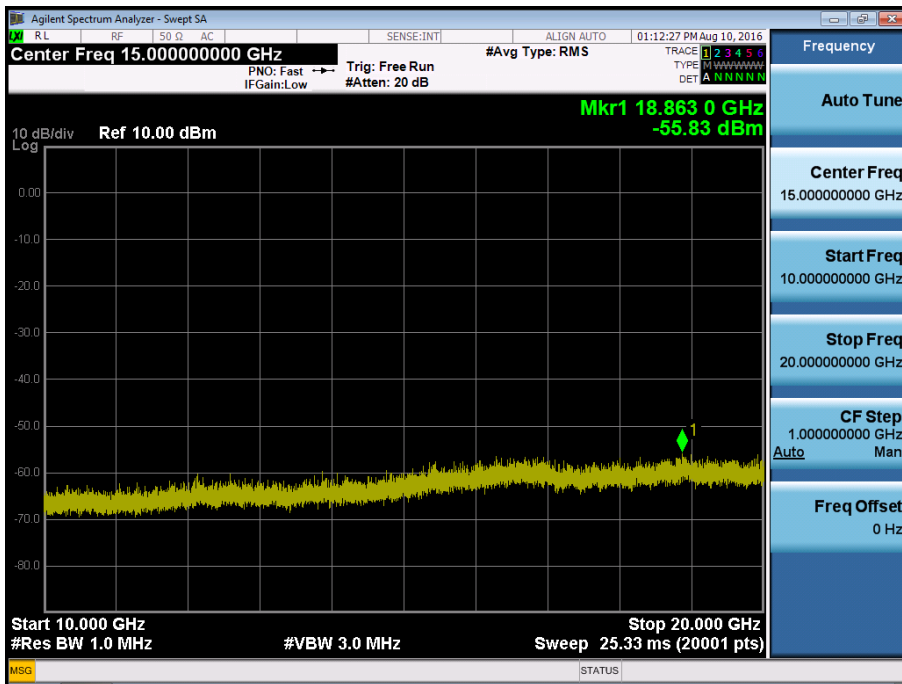 Agilent Spectrum Analyzer - Swept SA
LXI RL RF 50 Ω AC SENSE:INT ALIGN AUTO 01:12:27 PM Aug 10, 2016
Center Freq 15.000000000 GHz
PNO: Fast
IFGain:Low
Trig: Free Run
#Atten: 20 dB
#Avg Type: RMS
TRACE 1 2 3 4 5 6
TYPE M W W W W W
DET A N N N N N
Mkr1 18.863 0 GHz
-55.83 dBm
10 dB/div Ref 10.00 dBm
Log
0.00
-10.0
-20.0
-30.0
-40.0
-50.0
1
-60.0
-70.0
-80.0
Start 10.000 GHz Stop 20.000 GHz
#Res BW 1.0 MHz #VBW 3.0 MHz Sweep 25.33 ms (20001 pts)
MSG STATUS
Frequency
Auto Tune
Center Freq
15.000000000 GHz
Start Freq
10.000000000 GHz
Stop Freq
20.000000000 GHz
CF Step
1.000000000 GHz
Auto Man
Freq Offset
0 Hz